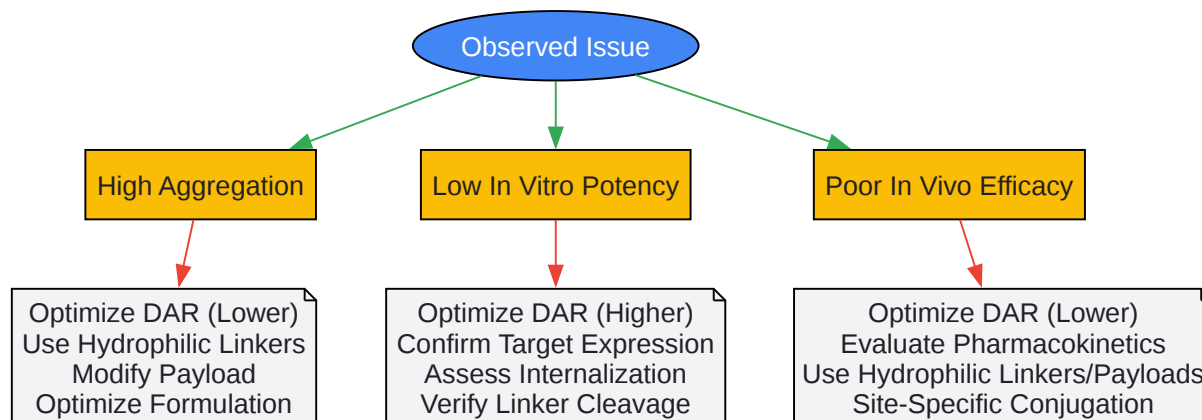 Observed Issue
High Aggregation
Low In Vitro Potency
Poor In Vivo Efficacy
Optimize DAR (Lower)
Use Hydrophilic Linkers
Modify Payload
Optimize Formulation
Optimize DAR (Higher)
Confirm Target Expression
Assess Internalization
Verify Linker Cleavage
Optimize DAR (Lower)
Evaluate Pharmacokinetics
Use Hydrophilic Linkers/Payloads
Site-Specific Conjugation